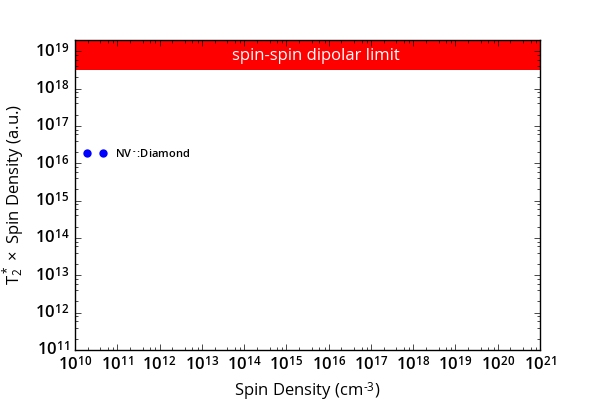 spin-spin dipolar limit
NV⁻:Diamond
10¹⁹
10¹⁸
10¹⁷
10¹⁶
10¹⁵
10¹⁴
10¹³
10¹²
10¹¹
T₂* × Spin Density (a.u.)
10¹⁰ 10¹¹ 10¹² 10¹³ 10¹⁴ 10¹⁵ 10¹⁶ 10¹⁷ 10¹⁸ 10¹⁹ 10²⁰ 10²¹
Spin Density (cm⁻³)